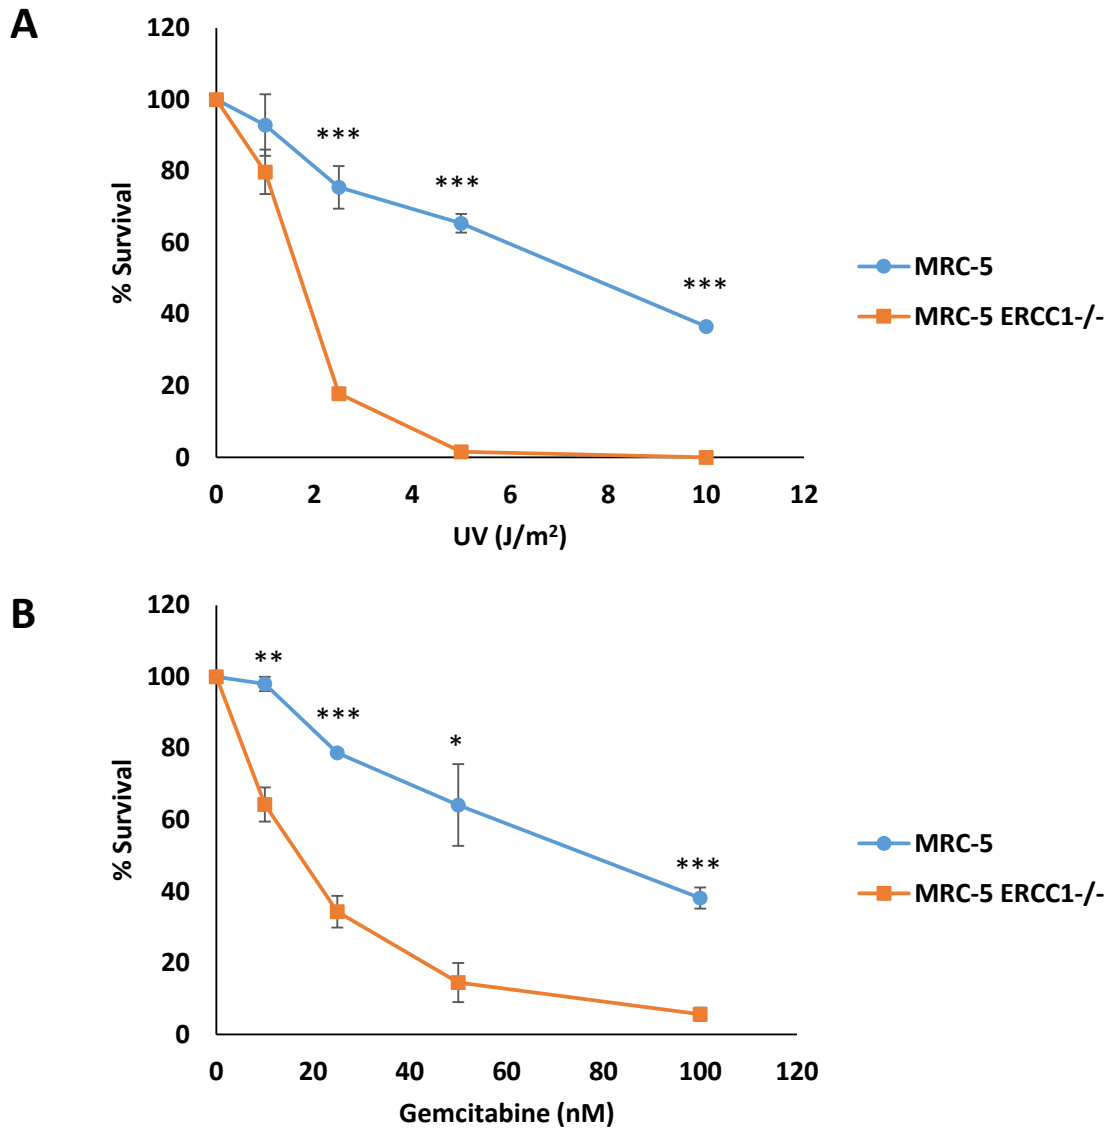 A
120
100
80
60
40
20
0
% Survival
***
***
***
0 2 4 6 8 10 12
UV (J/m²)
MRC-5
MRC-5 ERCC1-/-
B
120
100
80
60
40
20
0
% Survival
**
***
*
***
0 20 40 60 80 100 120
Gemcitabine (nM)
MRC-5
MRC-5 ERCC1-/-